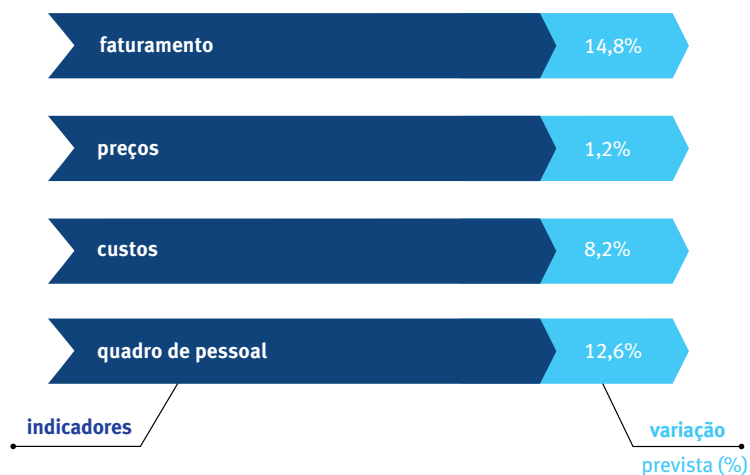 faturamento 14,8%
preços 1,2%
custos 8,2%
quadro de pessoal 12,6%
indicadores
variação
prevista (%)